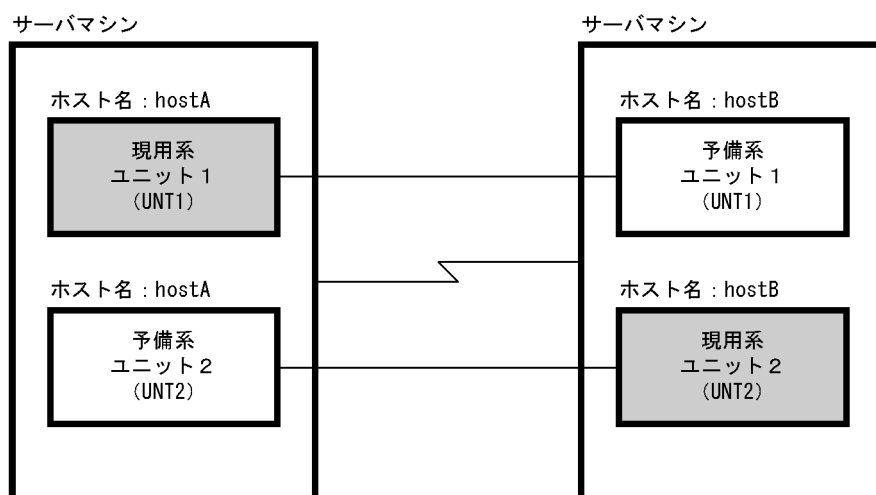 サーバマシン
サーバマシン
ホスト名:hostA
現用系
ユニット1
(UNT1)
ホスト名:hostB
予備系
ユニット1
(UNT1)
ホスト名:hostA
予備系
ユニット2
(UNT2)
ホスト名:hostB
現用系
ユニット2
(UNT2)